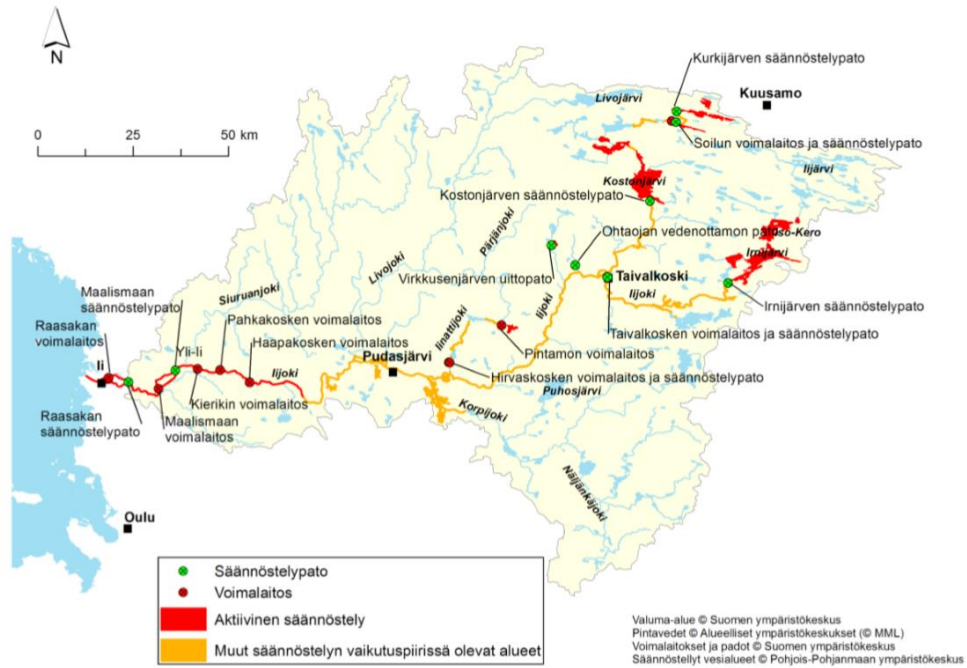 N
0 25 50 km
Kurkijärven säännöstelypato
Kuusamo
Livojärvi
Soilun voimalaitos ja säännöstelypato
Iijärvi
Kostonjärvi
Kostonjärven säännöstelypato
Ohtaojan vedenottamon pato
Iso-Kero
Pärjänjoki
Irnijärvi
Virkkusenjärven uittopato
Taivalkoski
Livojoki
Iijoki
Irnijärven säännöstelypato
Maalismaan
säännöstelypato
Siuruanjoki
Iijoki
Taivalkosken voimalaitos ja säännöstelypato
Raasakan
voimalaitos
Pahkakosken voimalaitos
Iinattijoki
Yli-Ii
Haapakosken voimalaitos
Pudasjärvi
Pintamon voimalaitos
Ii
Iijoki
Hirvaskosken voimalaitos ja säännöstelypato
Puhosjärvi
Kierikin voimalaitos
Korpijoki
Raasakan
säännöstelypato
Maalismaan
voimalaitos
Näljänkäjoki
Oulu
Säännöstelypato
Voimalaitos
Aktiivinen säännöstely
Muut säännöstelyn vaikutuspiirissä olevat alueet
Valuma-alue © Suomen ympäristökeskus
Pintavedet © Alueelliset ympäristökeskukset (© MML)
Voimalaitokset ja padot © Suomen ympäristökeskus
Säännöstellyt vesialueet © Pohjois-Pohjanmaan ympäristökeskus